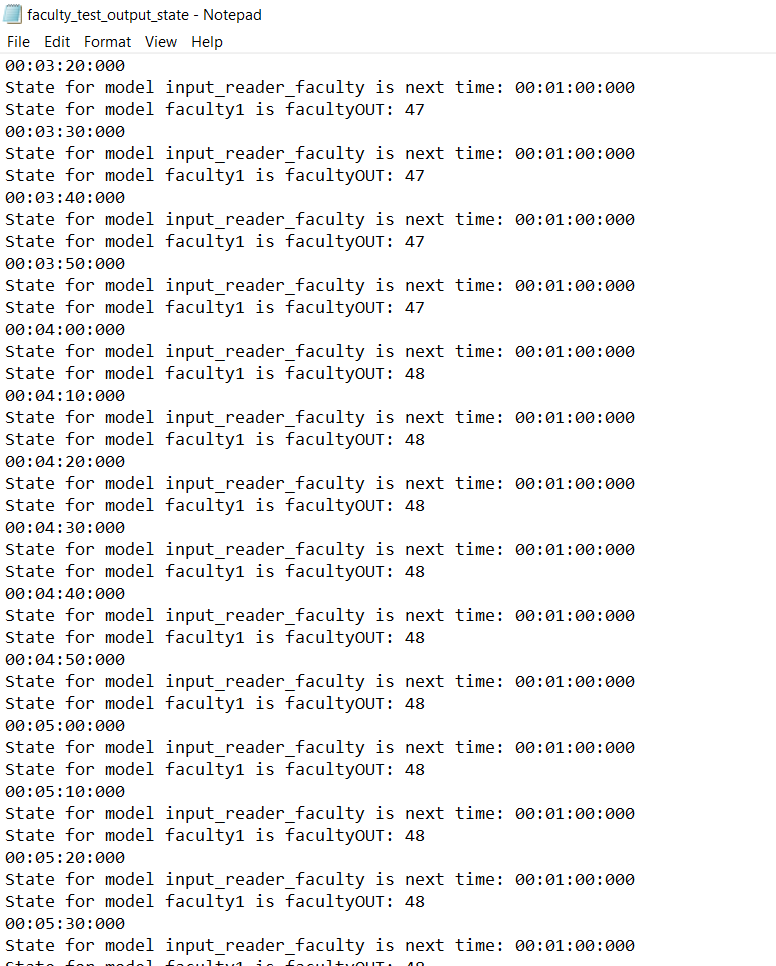 faculty_test_output_state - Notepad
File Edit Format View Help
00:03:20:000
State for model input_reader_faculty is next time: 00:01:00:000
State for model faculty1 is facultyOUT: 47
00:03:30:000
State for model input_reader_faculty is next time: 00:01:00:000
State for model faculty1 is facultyOUT: 47
00:03:40:000
State for model input_reader_faculty is next time: 00:01:00:000
State for model faculty1 is facultyOUT: 47
00:03:50:000
State for model input_reader_faculty is next time: 00:01:00:000
State for model faculty1 is facultyOUT: 47
00:04:00:000
State for model input_reader_faculty is next time: 00:01:00:000
State for model faculty1 is facultyOUT: 48
00:04:10:000
State for model input_reader_faculty is next time: 00:01:00:000
State for model faculty1 is facultyOUT: 48
00:04:20:000
State for model input_reader_faculty is next time: 00:01:00:000
State for model faculty1 is facultyOUT: 48
00:04:30:000
State for model input_reader_faculty is next time: 00:01:00:000
State for model faculty1 is facultyOUT: 48
00:04:40:000
State for model input_reader_faculty is next time: 00:01:00:000
State for model faculty1 is facultyOUT: 48
00:04:50:000
State for model input_reader_faculty is next time: 00:01:00:000
State for model faculty1 is facultyOUT: 48
00:05:00:000
State for model input_reader_faculty is next time: 00:01:00:000
State for model faculty1 is facultyOUT: 48
00:05:10:000
State for model input_reader_faculty is next time: 00:01:00:000
State for model faculty1 is facultyOUT: 48
00:05:20:000
State for model input_reader_faculty is next time: 00:01:00:000
State for model faculty1 is facultyOUT: 48
00:05:30:000
State for model input_reader_faculty is next time: 00:01:00:000
State for model faculty1 is facultyOUT: 48